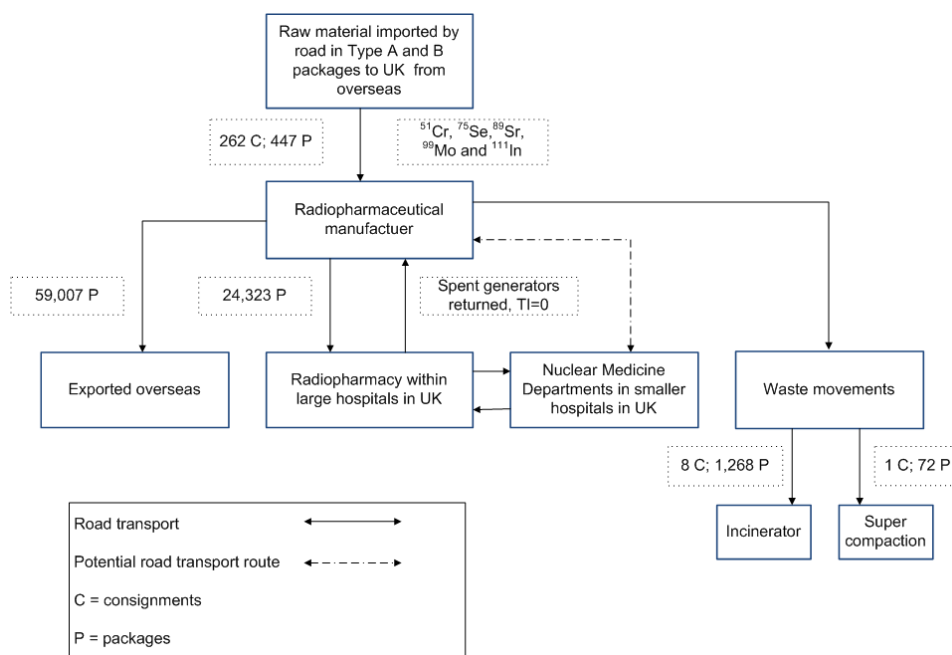 Raw material imported by
road in Type A and B
packages to UK from
overseas
262 C; 447 P
⁵¹Cr, ⁷⁵Se,⁸⁹Sr,
⁹⁹Mo and ¹¹¹In
Radiopharmaceutical
manufactuer
59,007 P
24,323 P
Spent generators
returned, TI=0
Exported overseas
Radiopharmacy within
large hospitals in UK
Nuclear Medicine
Departments in smaller
hospitals in UK
Waste movements
8 C; 1,268 P
1 C; 72 P
Incinerator
Super
compaction
Road transport
Potential road transport route
C = consignments
P = packages